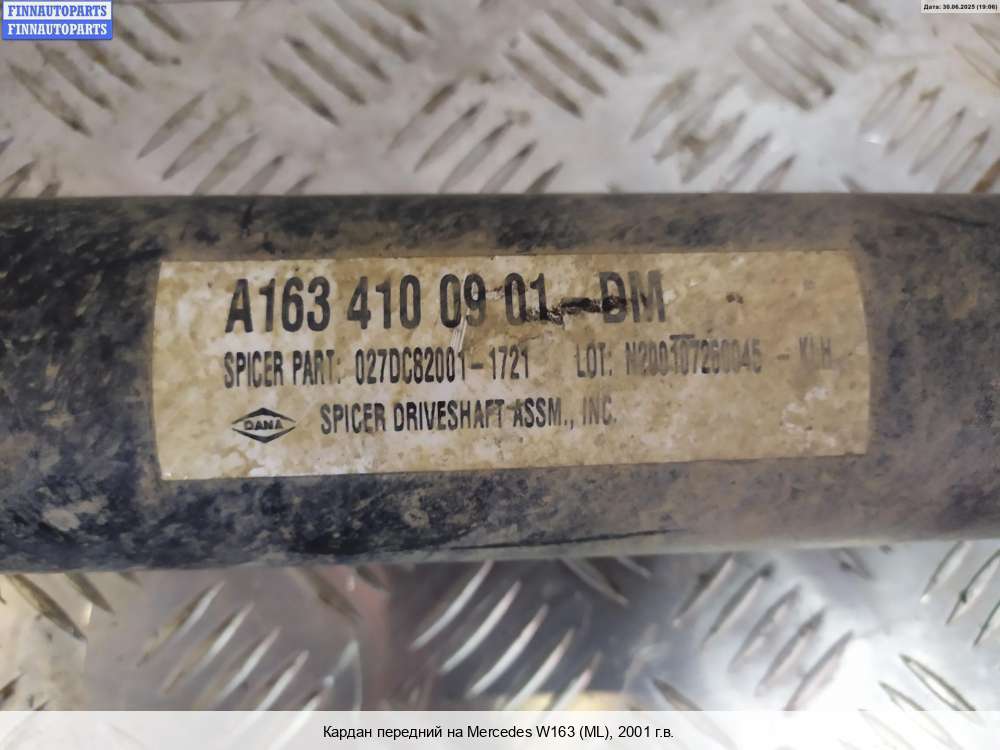 FINNAUTOPARTS
FINNAUTOPARTS
Дата: 30.06.2025 (19:06)
A163 410 09 01-DM
SPICER PART: 027DC82001-1721 LOT: - KLH
DANA
SPICER DRIVESHAFT ASSM., INC.
Кардан передний на Mercedes W163 (ML), 2001 г.в.